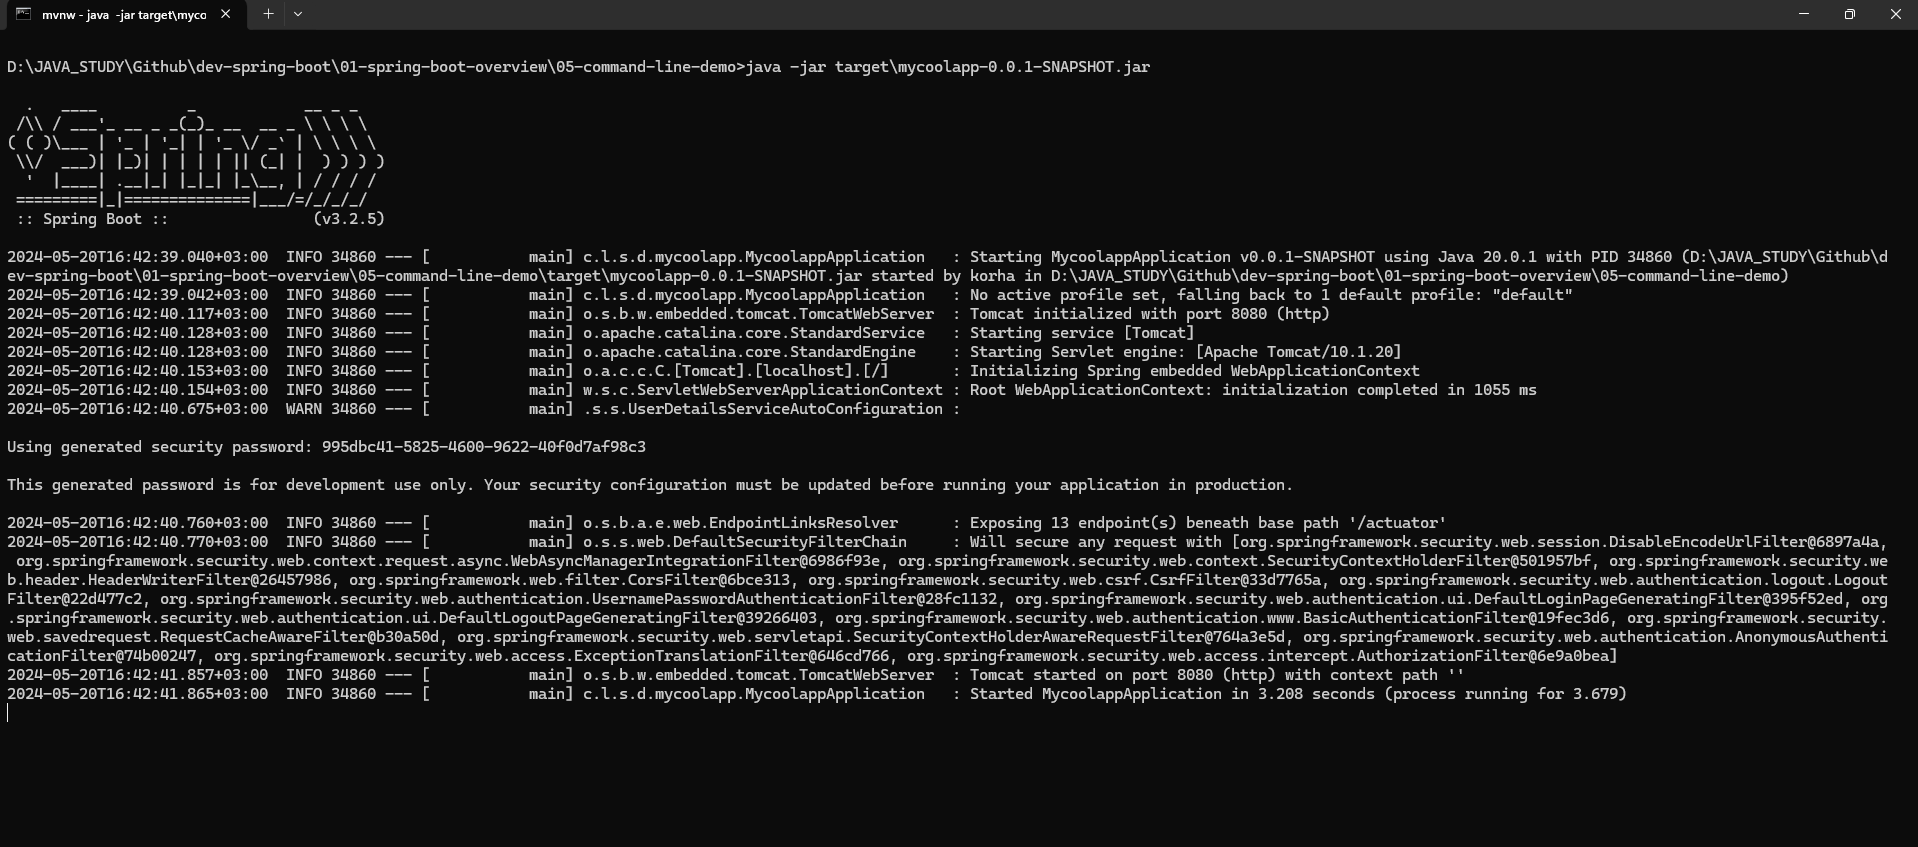 mvnw - java  -jar target\myco
D:\JAVA_STUDY\Github\dev-spring-boot\01-spring-boot-overview\05-command-line-demo>java -jar target\mycoolapp-0.0.1-SNAPSHOT.jar
  .   ____          _            __ _ _
 /\\ / ___'_ __ _ _(_)_ __  __ _ \ \ \ \
( ( )\___ | '_ | '_| | '_ \/ _` | \ \ \ \
 \\/  ___)| |_)| | | | | || (_| |  ) ) ) )
  '  |____| .__|_| |_|_| |_\__, | / / / /
 =========|_|==============|___/=/_/_/_/
 :: Spring Boot ::                (v3.2.5)
2024-05-20T16:42:39.040+03:00  INFO 34860 --- [           main] c.l.s.d.mycoolapp.MycoolappApplication   : Starting MycoolappApplication v0.0.1-SNAPSHOT using Java 20.0.1 with PID 34860 (D:\JAVA_STUDY\Github\d
ev-spring-boot\01-spring-boot-overview\05-command-line-demo\target\mycoolapp-0.0.1-SNAPSHOT.jar started by korha in D:\JAVA_STUDY\Github\dev-spring-boot\01-spring-boot-overview\05-command-line-demo)
2024-05-20T16:42:39.042+03:00  INFO 34860 --- [           main] c.l.s.d.mycoolapp.MycoolappApplication   : No active profile set, falling back to 1 default profile: "default"
2024-05-20T16:42:40.117+03:00  INFO 34860 --- [           main] o.s.b.w.embedded.tomcat.TomcatWebServer  : Tomcat initialized with port 8080 (http)
2024-05-20T16:42:40.128+03:00  INFO 34860 --- [           main] o.apache.catalina.core.StandardService   : Starting service [Tomcat]
2024-05-20T16:42:40.128+03:00  INFO 34860 --- [           main] o.apache.catalina.core.StandardEngine    : Starting Servlet engine: [Apache Tomcat/10.1.20]
2024-05-20T16:42:40.153+03:00  INFO 34860 --- [           main] o.a.c.c.C.[Tomcat].[localhost].[/]       : Initializing Spring embedded WebApplicationContext
2024-05-20T16:42:40.154+03:00  INFO 34860 --- [           main] w.s.c.ServletWebServerApplicationContext : Root WebApplicationContext: initialization completed in 1055 ms
2024-05-20T16:42:40.675+03:00  WARN 34860 --- [           main] .s.s.UserDetailsServiceAutoConfiguration :
Using generated security password: 995dbc41-5825-4600-9622-40f0d7af98c3
This generated password is for development use only. Your security configuration must be updated before running your application in production.
2024-05-20T16:42:40.760+03:00  INFO 34860 --- [           main] o.s.b.a.e.web.EndpointLinksResolver      : Exposing 13 endpoint(s) beneath base path '/actuator'
2024-05-20T16:42:40.770+03:00  INFO 34860 --- [           main] o.s.s.web.DefaultSecurityFilterChain     : Will secure any request with [org.springframework.security.web.session.DisableEncodeUrlFilter@6897a4a,
 org.springframework.security.web.context.request.async.WebAsyncManagerIntegrationFilter@6986f93e, org.springframework.security.web.context.SecurityContextHolderFilter@501957bf, org.springframework.security.we
b.header.HeaderWriterFilter@26457986, org.springframework.web.filter.CorsFilter@6bce313, org.springframework.security.web.csrf.CsrfFilter@33d7765a, org.springframework.security.web.authentication.logout.Logout
Filter@22d477c2, org.springframework.security.web.authentication.UsernamePasswordAuthenticationFilter@28fc1132, org.springframework.security.web.authentication.ui.DefaultLoginPageGeneratingFilter@395f52ed, org
.springframework.security.web.authentication.ui.DefaultLogoutPageGeneratingFilter@39266403, org.springframework.security.web.authentication.www.BasicAuthenticationFilter@19fec3d6, org.springframework.security.
web.savedrequest.RequestCacheAwareFilter@b30a50d, org.springframework.security.web.servletapi.SecurityContextHolderAwareRequestFilter@764a3e5d, org.springframework.security.web.authentication.AnonymousAuthenti
cationFilter@74b00247, org.springframework.security.web.access.ExceptionTranslationFilter@646cd766, org.springframework.security.web.access.intercept.AuthorizationFilter@6e9a0bea]
2024-05-20T16:42:41.857+03:00  INFO 34860 --- [           main] o.s.b.w.embedded.tomcat.TomcatWebServer  : Tomcat started on port 8080 (http) with context path ''
2024-05-20T16:42:41.865+03:00  INFO 34860 --- [           main] c.l.s.d.mycoolapp.MycoolappApplication   : Started MycoolappApplication in 3.208 seconds (process running for 3.679)